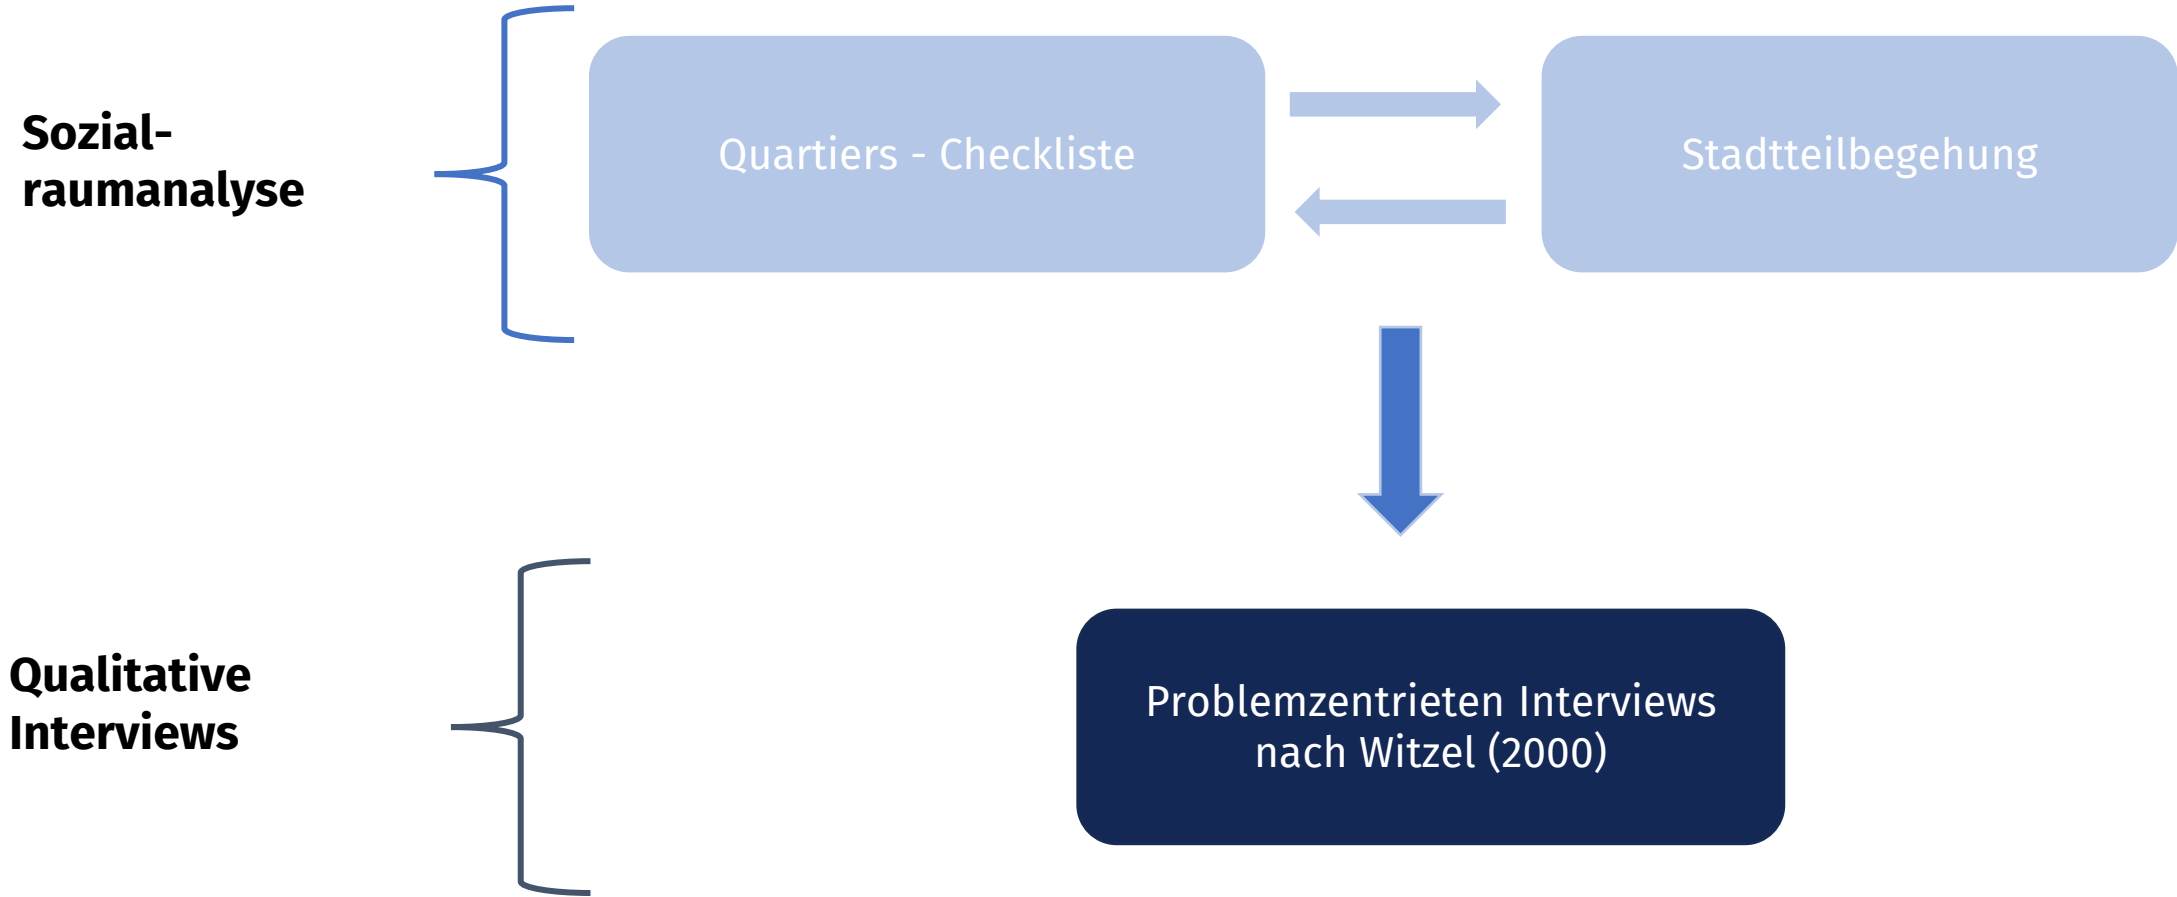 Sozial-
raumanalyse
Quartiers - Checkliste
Stadtteilbegehung
Qualitative
Interviews
Problemzentrieten Interviews
nach Witzel (2000)